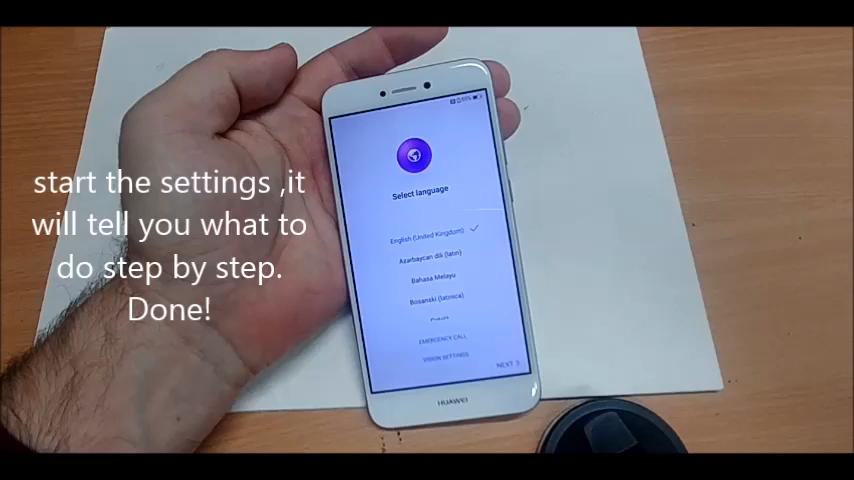 start the settings ,it
will tell you what to
do step by step.
Done!
Select language
English (United Kingdom)
Azərbaycan dili (latın)
Bahasa Melayu
Bosanski (latinica)
EMERGENCY CALL
VISION SETTINGS
NEXT
HUAWEI